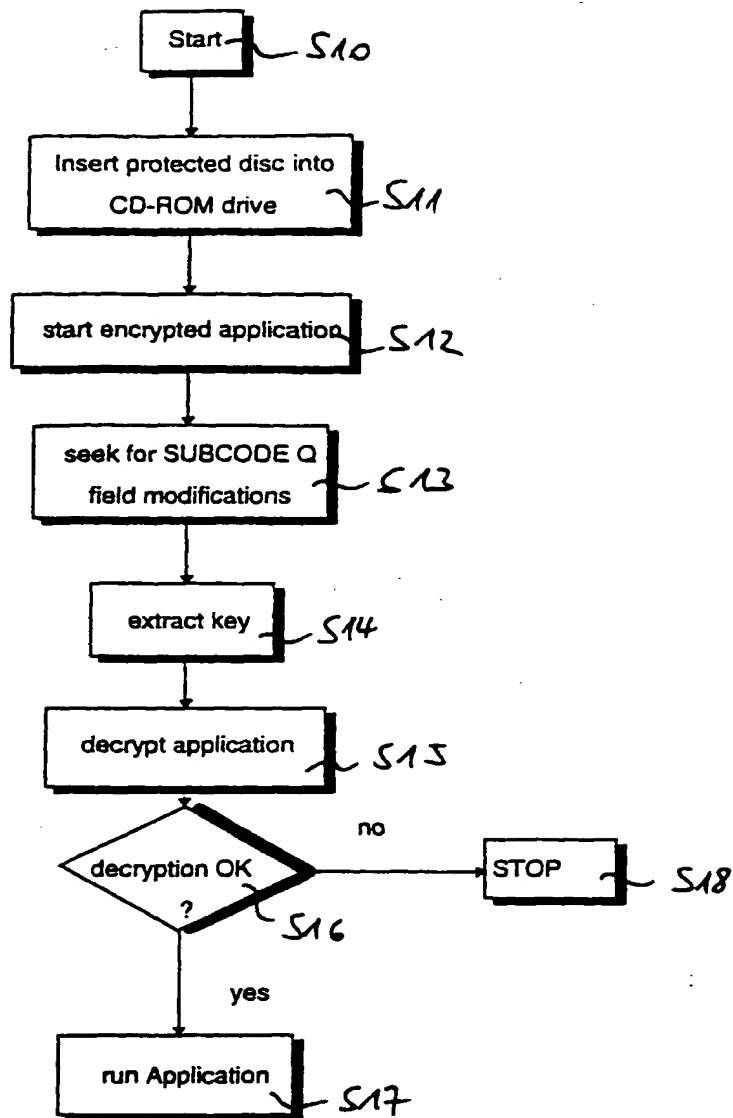 Start S10
Insert protected disc into
CD-ROM drive S11
start encrypted application S12
seek for SUBCODE Q
field modifications S13
extract key S14
decrypt application S15
no
decryption OK STOP S18
? S16
yes
run Application S17